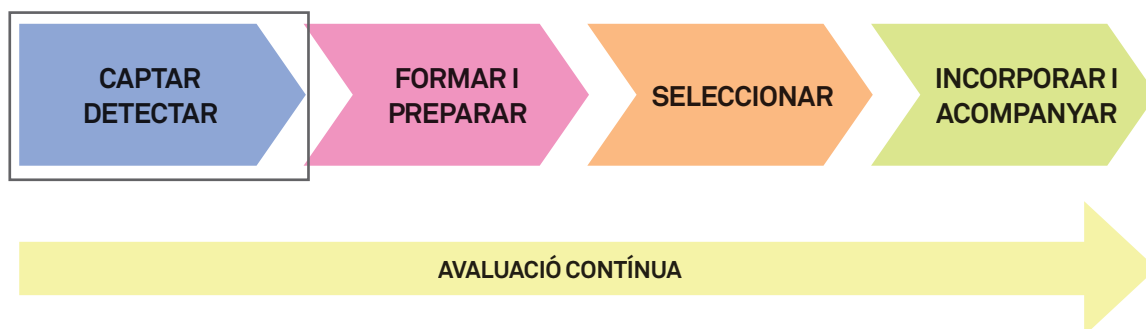 CAPTAR
DETECTAR
FORMAR I
PREPARAR
SELECCIONAR
INCORPORAR I
ACOMPANYAR
AVALUACIÓ CONTÍNUA